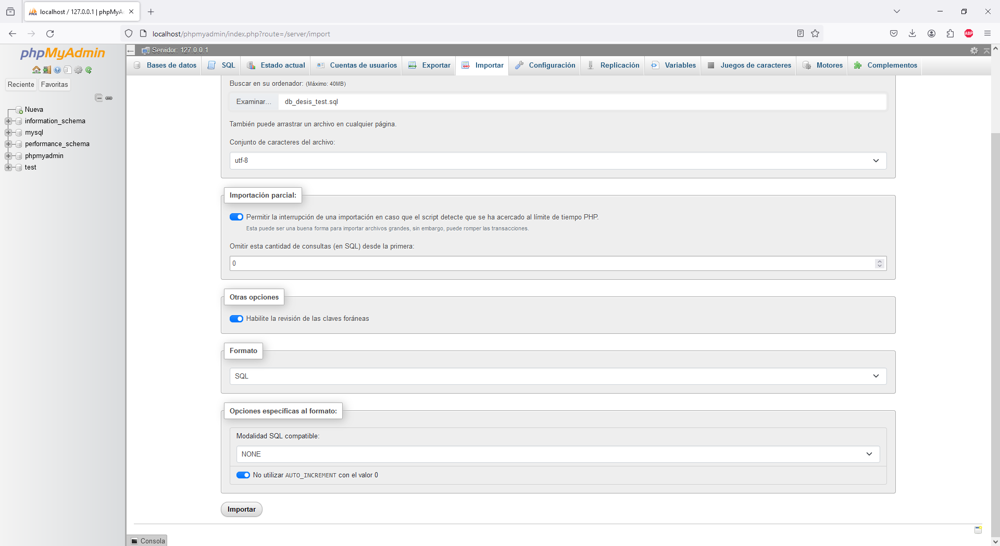 localhost / 127.0.0.1 | phpMyA
localhost/phpmyadmin/index.php?route=/server/import
ABP
phpMyAdmin
Reciente
Favoritas
Nueva
information_schema
mysql
performance_schema
phpmyadmin
test
Servidor: 127.0.0.1
Bases de datos
SQL
Estado actual
Cuentas de usuarios
Exportar
Importar
Configuración
Replicación
Variables
Juegos de caracteres
Motores
Complementos
Buscar en su ordenador: (Máximo: 40MB)
Examinar... db_desis_test.sql
También puede arrastrar un archivo en cualquier página.
Conjunto de caracteres del archivo:
utf-8
Importación parcial:
Permitir la interrupción de una importación en caso que el script detecte que se ha acercado al límite de tiempo PHP.
Esta puede ser una buena forma para importar archivos grandes, sin embargo, puede romper las transacciones.
Omitir esta cantidad de consultas (en SQL) desde la primera:
0
Otras opciones
Habilite la revisión de las claves foráneas
Formato
SQL
Opciones específicas al formato:
Modalidad SQL compatible:
NONE
No utilizar AUTO_INCREMENT con el valor 0
Importar
Consola